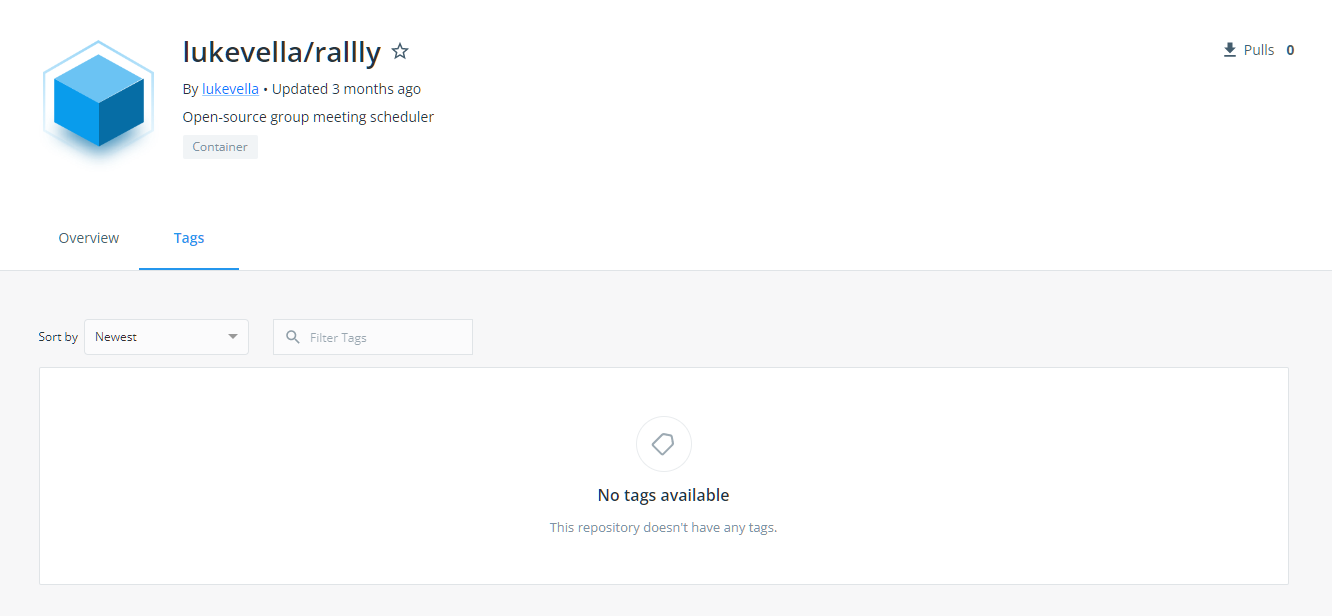 lukevella/rallly
Pulls 0
By lukevella • Updated 3 months ago
Open-source group meeting scheduler
Container
Overview Tags
Sort by Newest Filter Tags
No tags available
This repository doesn't have any tags.